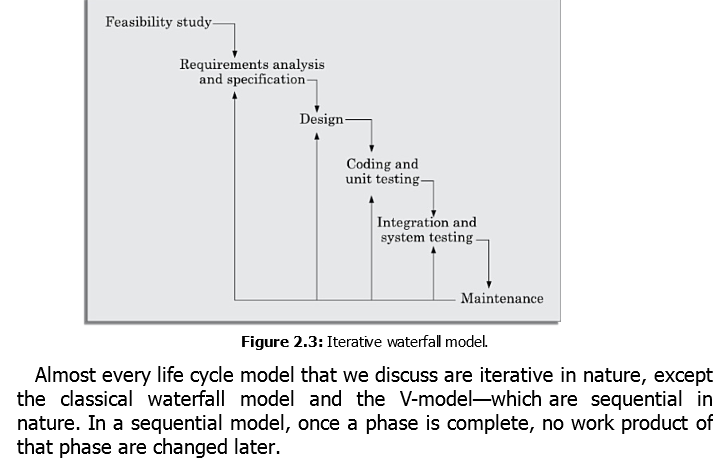 Feasibility study
Requirements analysis
and specification
Design
Coding and
unit testing
Integration and
system testing
Maintenance
Figure 2.3: Iterative waterfall model.
Almost every life cycle model that we discuss are iterative in nature, except
the classical waterfall model and the V-model—which are sequential in
nature. In a sequential model, once a phase is complete, no work product of
that phase are changed later.